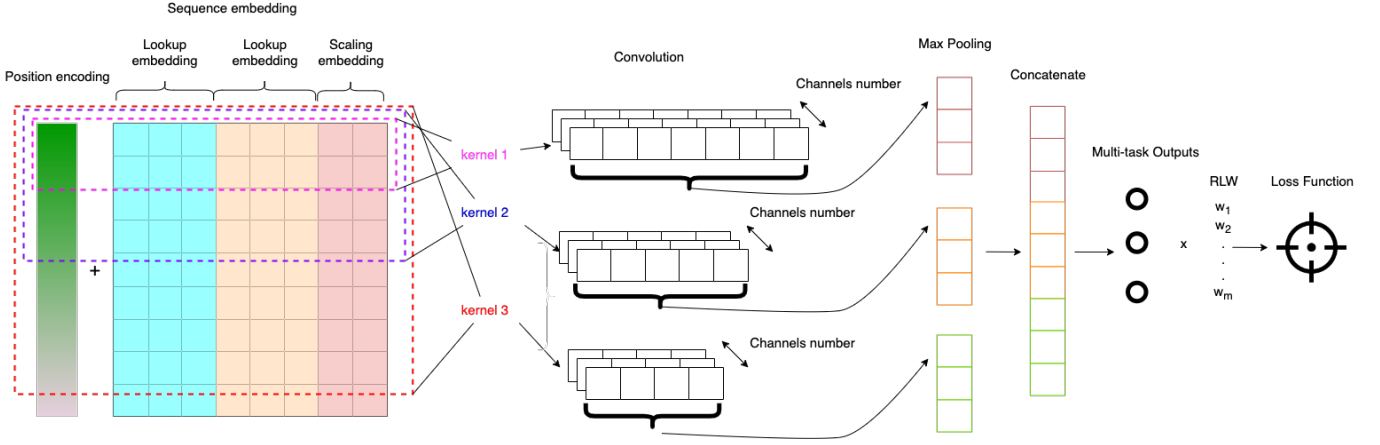 Sequence embedding
Lookup
embedding
Lookup
embedding
Scaling
embedding
Position encoding
+
kernel 1
kernel 2
kernel 3
Convolution
Channels number
Channels number
Channels number
Max Pooling
Concatenate
Multi-task Outputs
x
RLW
w1
w2
.
.
.
wm
Loss Function